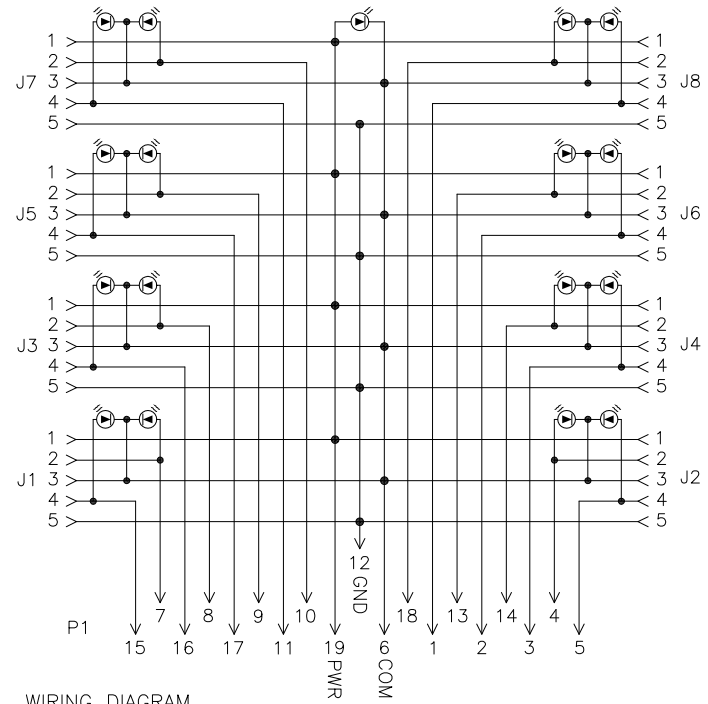 1 1
2 2
J7 3 3 J8
4 4
5 5
1 1
2 2
J5 3 3 J6
4 4
5 5
1 1
2 2
J3 3 3 J4
4 4
5 5
1 1
2 2
J1 3 3 J2
4 4
5 5
12 GND
7 8 9 10 18 13 14 4
P1
15 16 17 11 19 PWR 6 COM 1 2 3 5
WIRING DIAGRAM